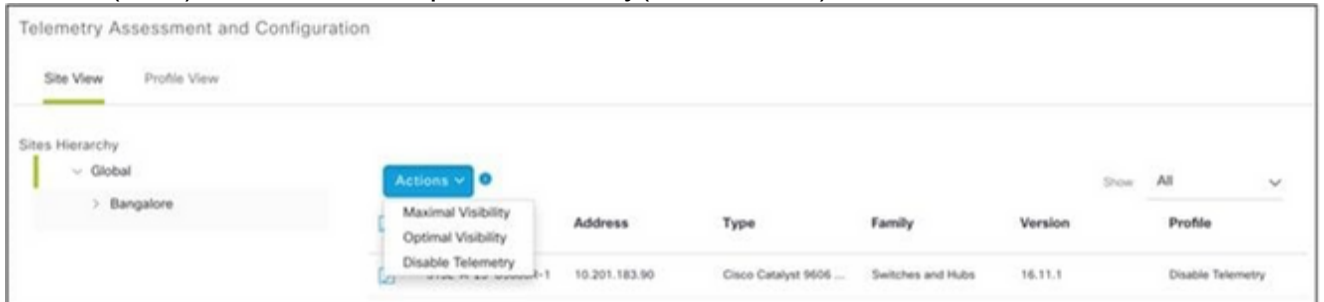 Telemetry Assessment and Configuration
Site View Profile View
Sites Hierarchy
Global
Bangalore
Actions
Show All
Maximal Visibility
Optimal Visibility
Disable Telemetry
Address Type Family Version Profile
10.201.183.90 Cisco Catalyst 9606 ... Switches and Hubs 16.11.1 Disable Telemetry